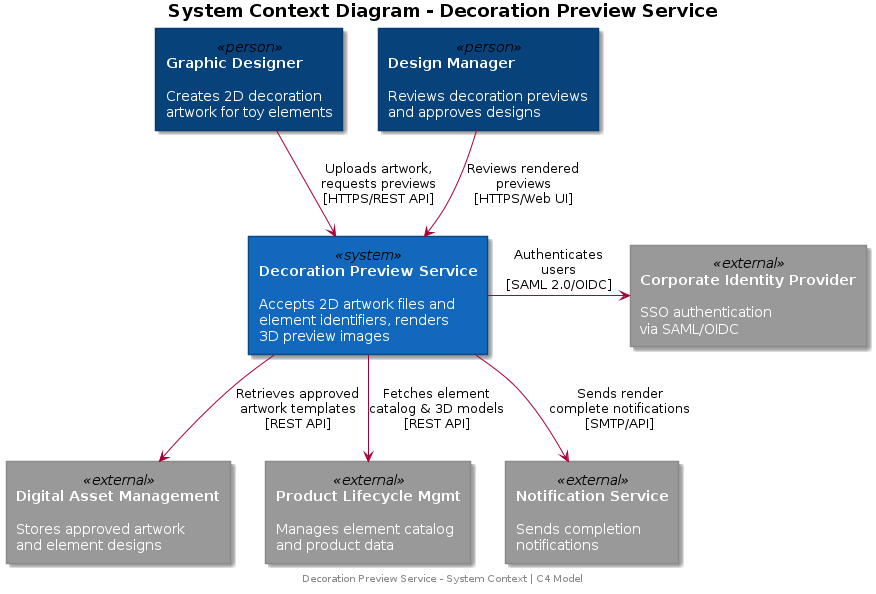 System Context Diagram - Decoration Preview Service
«person»
Graphic Designer
Creates 2D decoration
artwork for toy elements
«person»
Design Manager
Reviews decoration previews
and approves designs
Uploads artwork,
requests previews
[HTTPS/REST API]
Reviews rendered
previews
[HTTPS/Web UI]
«system»
Decoration Preview Service
Accepts 2D artwork files and
element identifiers, renders
3D preview images
Authenticates
users
[SAML 2.0/OIDC]
«external»
Corporate Identity Provider
SSO authentication
via SAML/OIDC
Retrieves approved
artwork templates
[REST API]
Fetches element
catalog & 3D models
[REST API]
Sends render
complete notifications
[SMTP/API]
«external»
Digital Asset Management
Stores approved artwork
and element designs
«external»
Product Lifecycle Mgmt
Manages element catalog
and product data
«external»
Notification Service
Sends completion
notifications
Decoration Preview Service - System Context | C4 Model